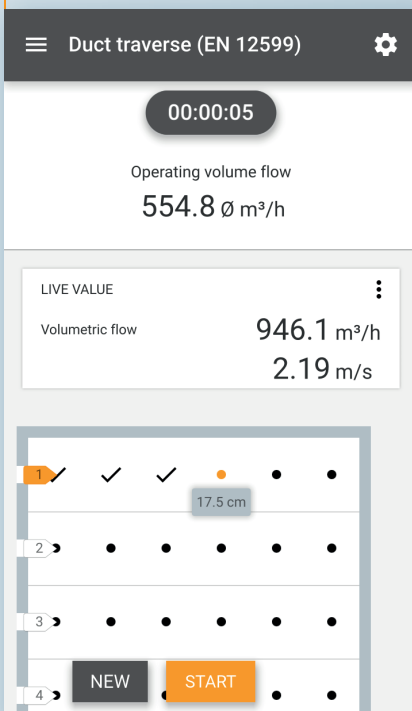 Duct traverse (EN 12599)
00:00:05
Operating volume flow
554.8 Ø m³/h
LIVE VALUE
Volumetric flow 946.1 m³/h
2.19 m/s
1
17.5 cm
2
3
4
NEW START